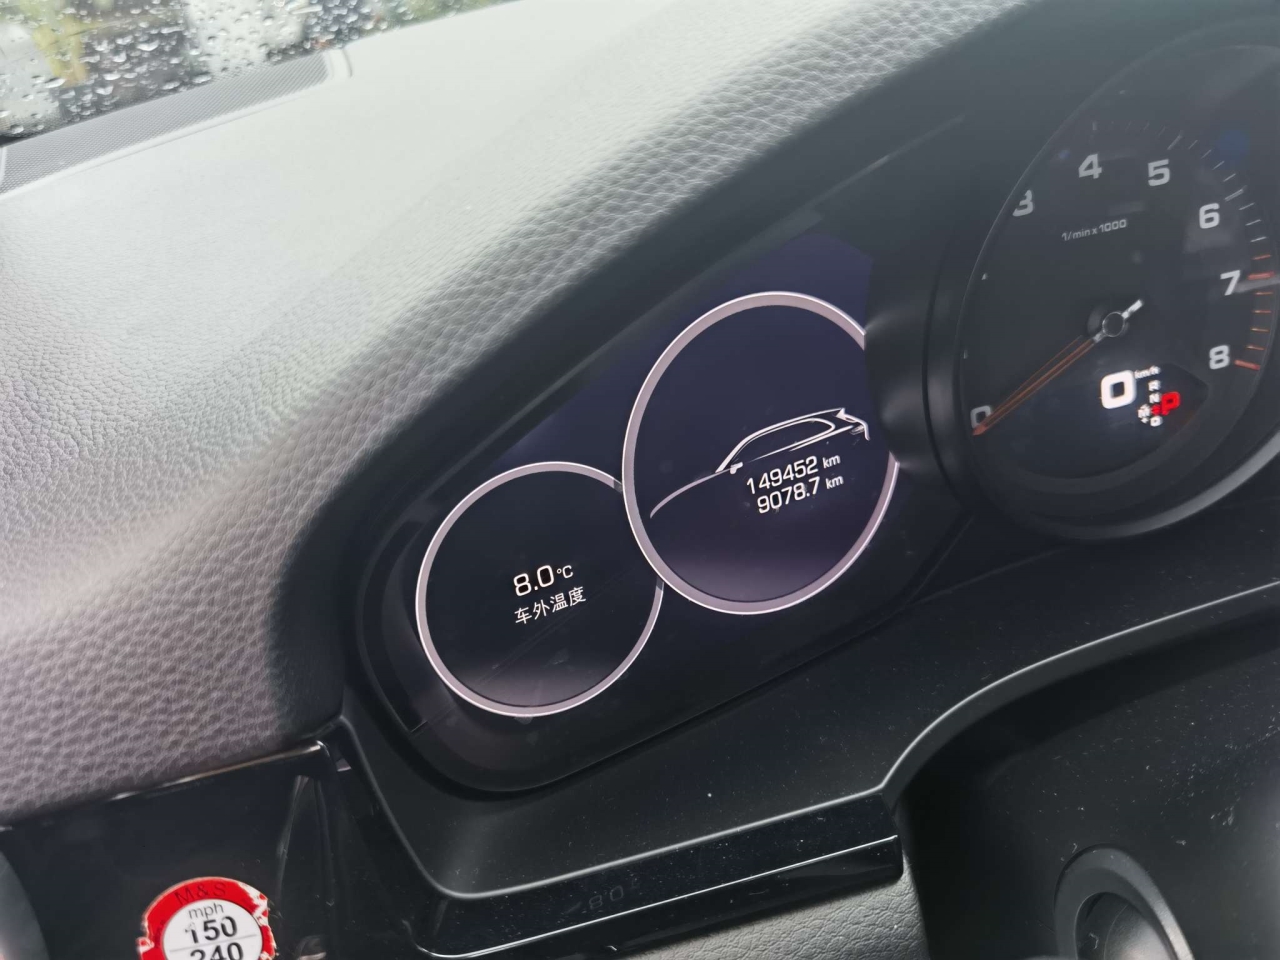 3
4
5
6
7
8
0
1/min x 1000
0 km/h
R
N
P
D
M
+
149452 km
9078.7 km
8.0 °C
车外温度
M & S
mph
150
240